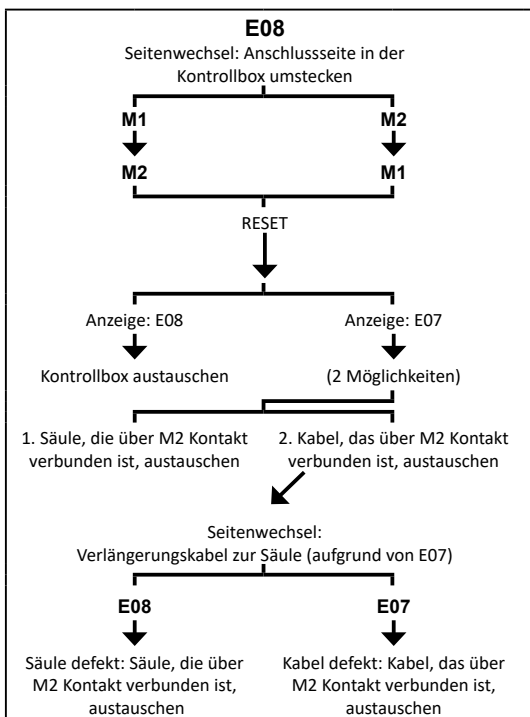 E08
Seitenwechsel: Anschlussseite in der
Kontrollbox umstecken
M1
M2
M2
M1
RESET
Anzeige: E08
Anzeige: E07
Kontrollbox austauschen
(2 Möglichkeiten)
1. Säule, die über M2 Kontakt
verbunden ist, austauschen
2. Kabel, das über M2 Kontakt
verbunden ist, austauschen
Seitenwechsel:
Verlängerungskabel zur Säule (aufgrund von E07)
E08
E07
Säule defekt: Säule, die über
M2 Kontakt verbunden ist,
austauschen
Kabel defekt: Kabel, das über
M2 Kontakt verbunden ist,
austauschen